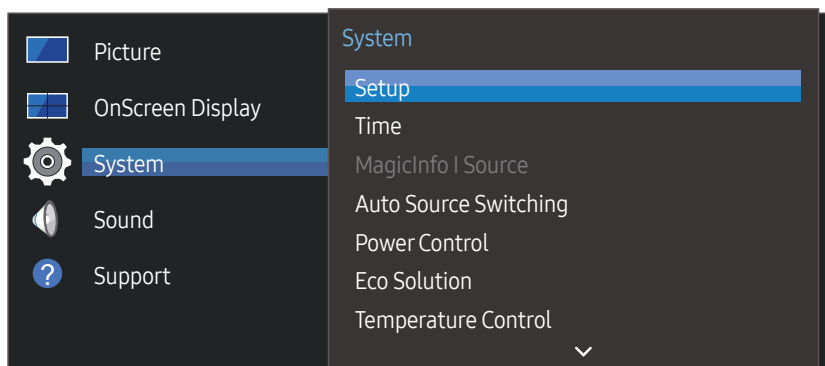 Picture
OnScreen Display
System
Sound
?
Support
System
Setup
Time
MagicInfo I Source
Auto Source Switching
Power Control
Eco Solution
Temperature Control